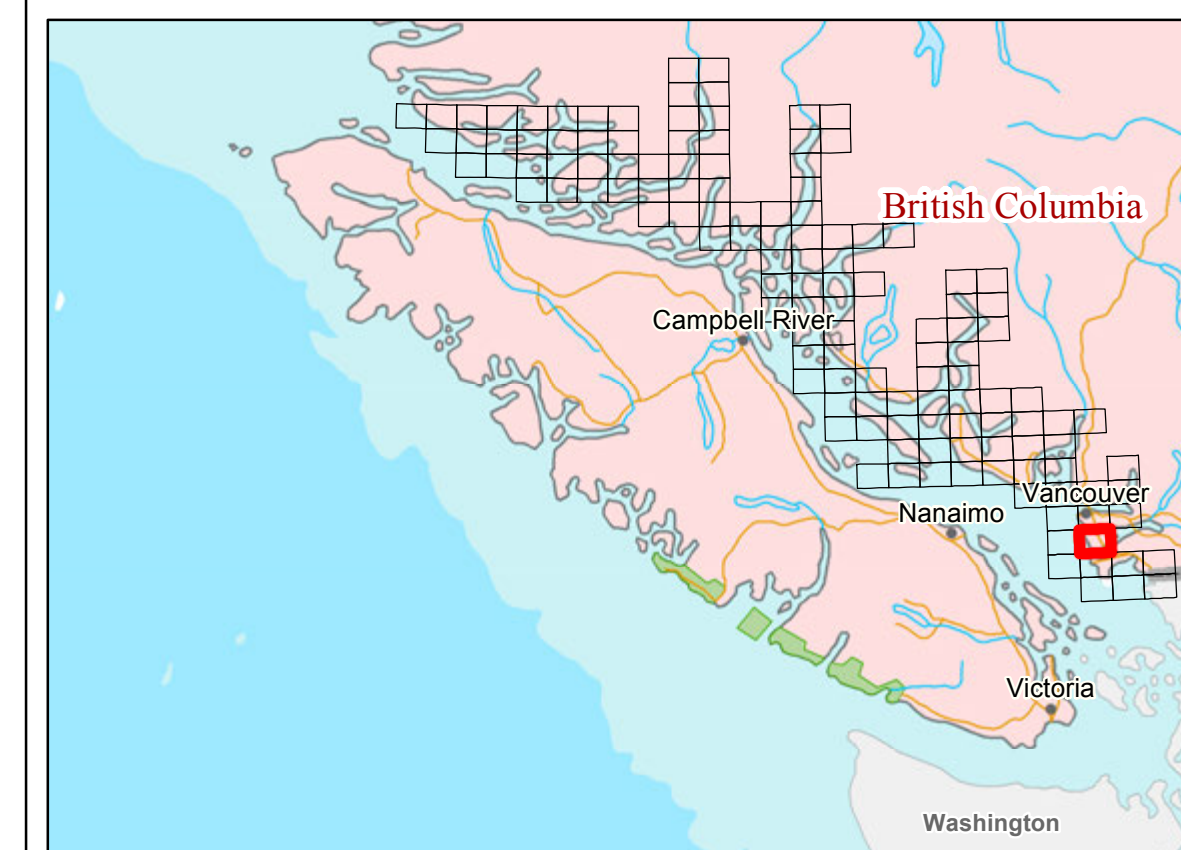 British Columbia
Campbell River
Vancouver
Nanaimo
Victoria
Washington